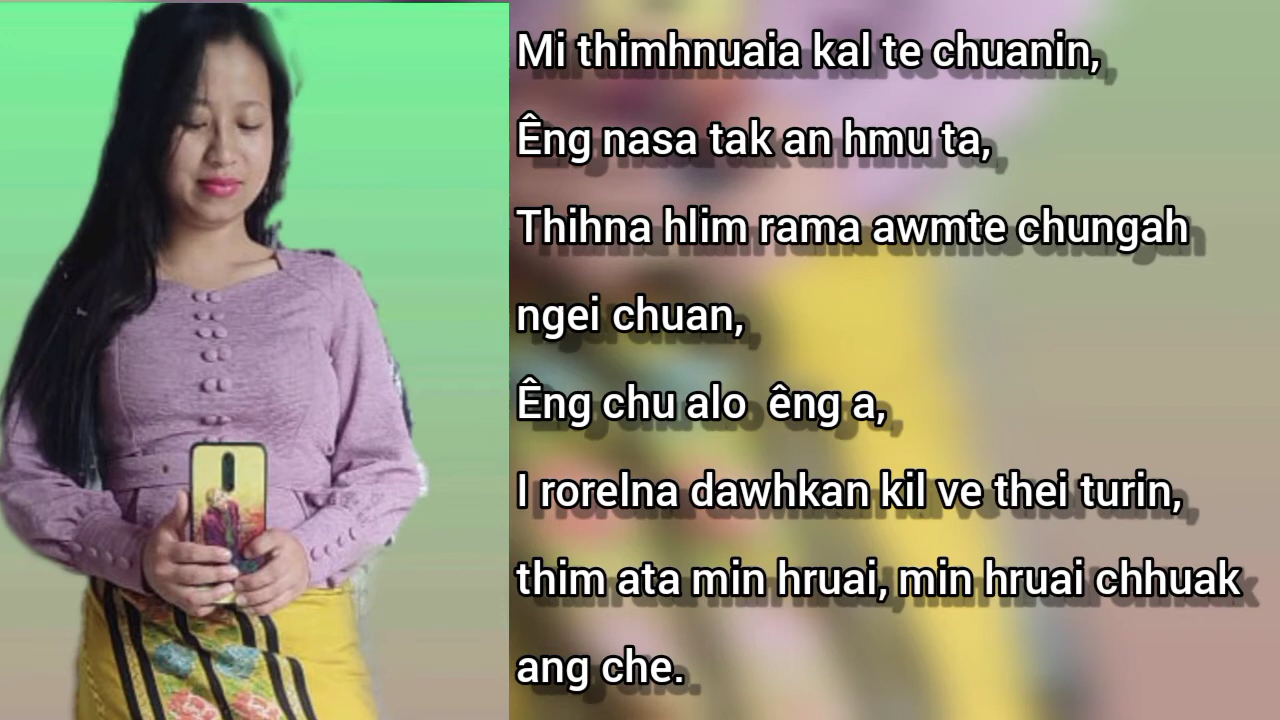 Mi thimhnuaia kal te chuanin,
Êng nasa tak an hmu ta,
Thihna hlim rama awmte chungah
ngei chuan,
Êng chu alo  êng a,
I rorelna dawhkan kil ve thei turin,
thim ata min hruai, min hruai chhuak
ang che.